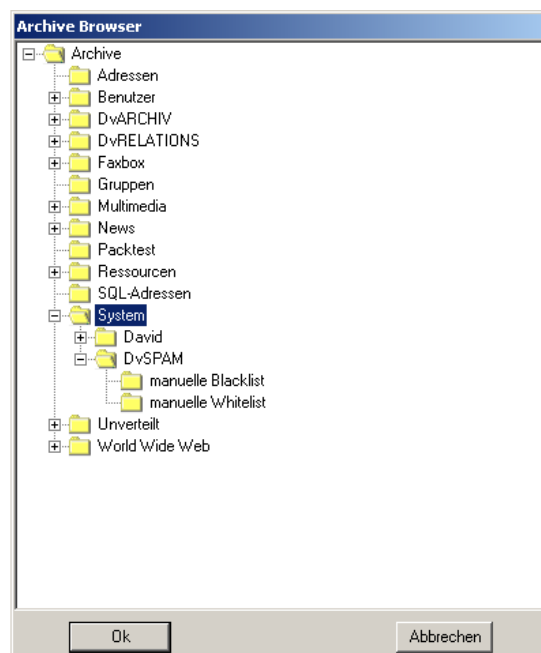 Archive Browser
Archive
Adressen
Benutzer
DvARCHIV
DvRELATIONS
Faxbox
Gruppen
Multimedia
News
Packtest
Ressourcen
SQL-Adressen
System
David
DvSPAM
manuelle Blacklist
manuelle Whitelist
Unverteilt
World Wide Web
Ok Abbrechen